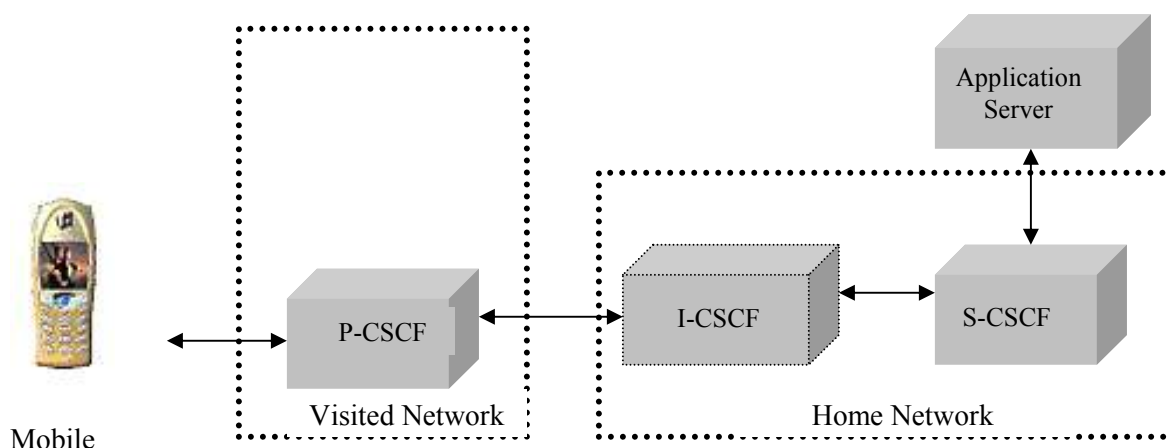 Application
Server
P-CSCF
I-CSCF
S-CSCF
Visited Network
Home Network
Mobile